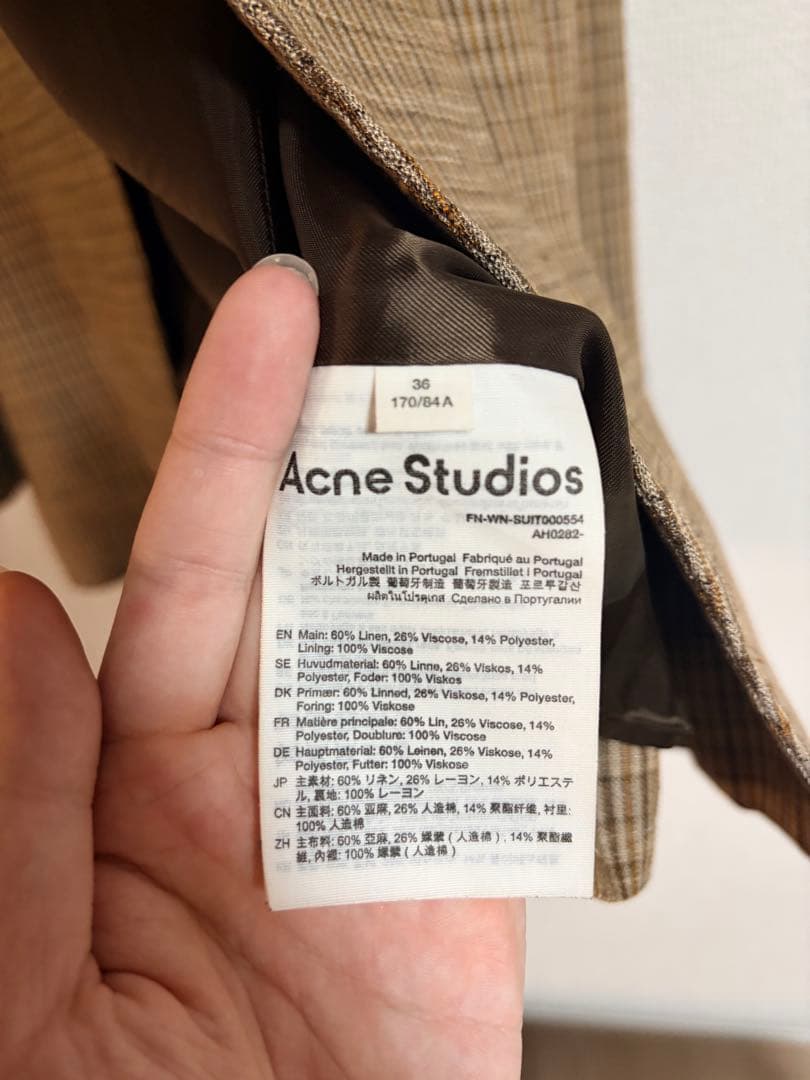 36
170/84A
Acne Studios
FN-WN-SUIT000554
AH0282-
Made in Portugal Fabriqué au Portugal
Hergestellt in Portugal Fremstillet i Portugal
ポルトガル製 葡萄牙制造 葡萄牙製造 포르투갈산
ผลิตในโปรตุเกส Сделано в Португалии
EN Main: 60% Linen, 26% Viscose, 14% Polyester,
Lining: 100% Viscose
SE Huvudmaterial: 60% Linne, 26% Viskos, 14%
Polyester, Foder: 100% Viskos
DK Primær: 60% Linned, 26% Viskose, 14% Polyester,
Foring: 100% Viskose
FR Matière principale: 60% Lin, 26% Viscose, 14%
Polyester, Doublure: 100% Viscose
DE Hauptmaterial: 60% Leinen, 26% Viskose, 14%
Polyester, Futter: 100% Viskose
JP 主素材: 60% リネン, 26% レーヨン, 14% ポリエステ
ル, 裏地: 100% レーヨン
CN 主面料: 60% 亚麻, 26% 人造棉, 14% 聚酯纤维, 衬里:
100% 人造棉
ZH 主布料: 60% 亞麻, 26% 嫘縈 ( 人造棉 ) , 14% 聚酯纖
維, 內襯: 100% 嫘縈 ( 人造棉 )